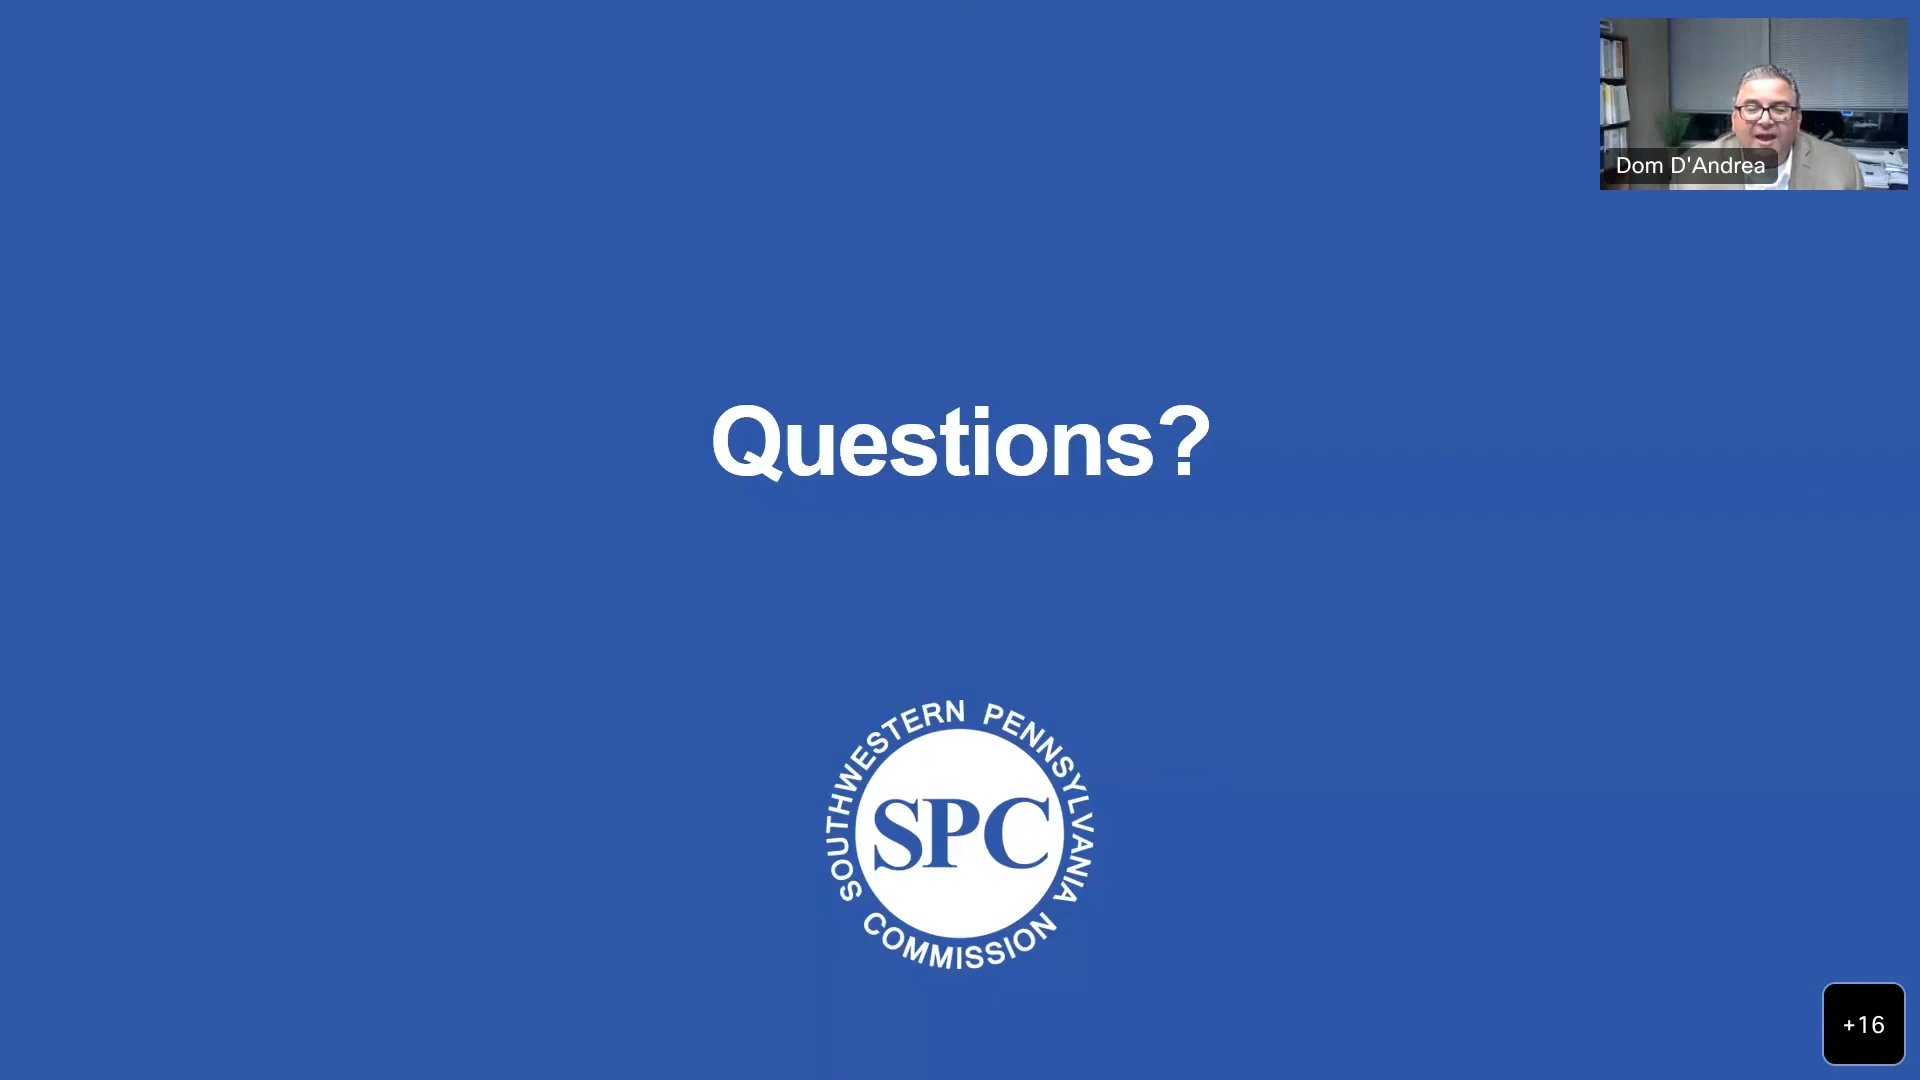 Dom D'Andrea
Questions?
SOUTHWESTERN PENNSYLVANIA
SPC
COMMISSION
+16